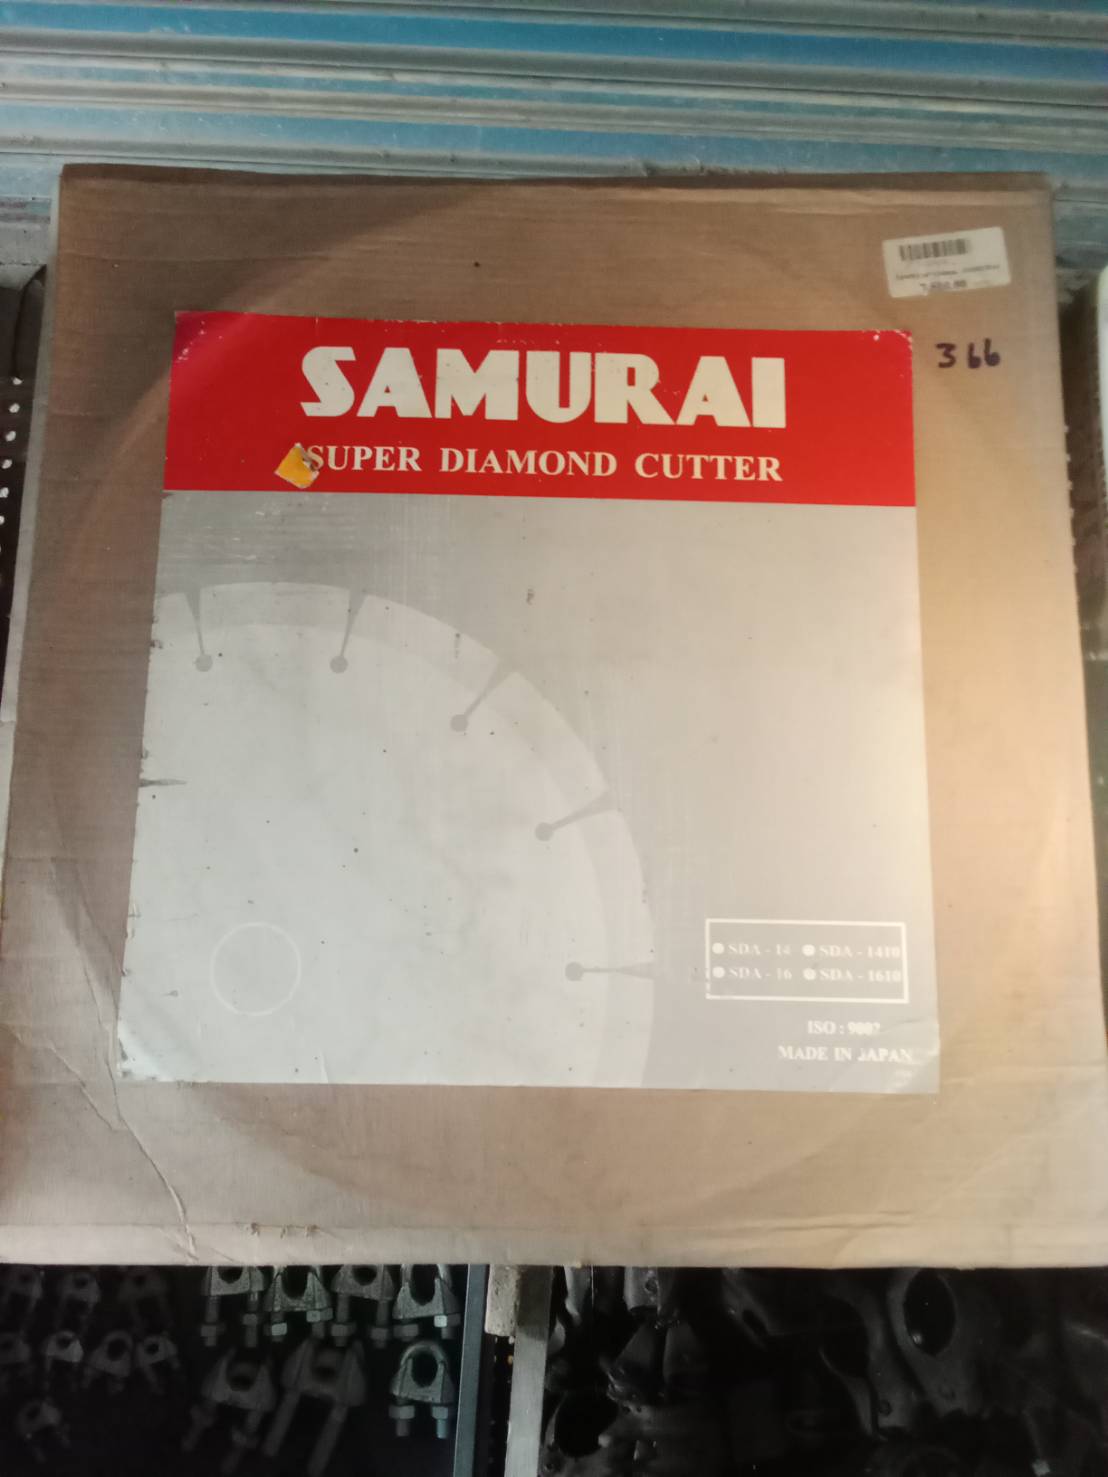 366
SAMURAI
SUPER DIAMOND CUTTER
SDA - 14 SDA - 1410
SDA - 16 SDA - 1610
ISO : 9002
MADE IN JAPAN